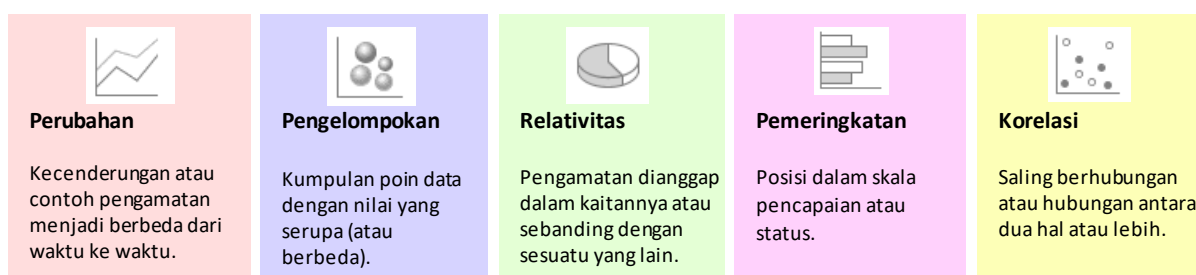 Perubahan
Kecenderungan atau
contoh pengamatan
menjadi berbeda dari
waktu ke waktu.
Pengelompokan
Kumpulan poin data
dengan nilai yang
serupa (atau
berbeda).
Relativitas
Pengamatan dianggap
dalam kaitannya atau
sebanding dengan
sesuatu yang lain.
Pemeringkatan
Posisi dalam skala
pencapaian atau
status.
Korelasi
Saling berhubungan
atau hubungan antara
dua hal atau lebih.